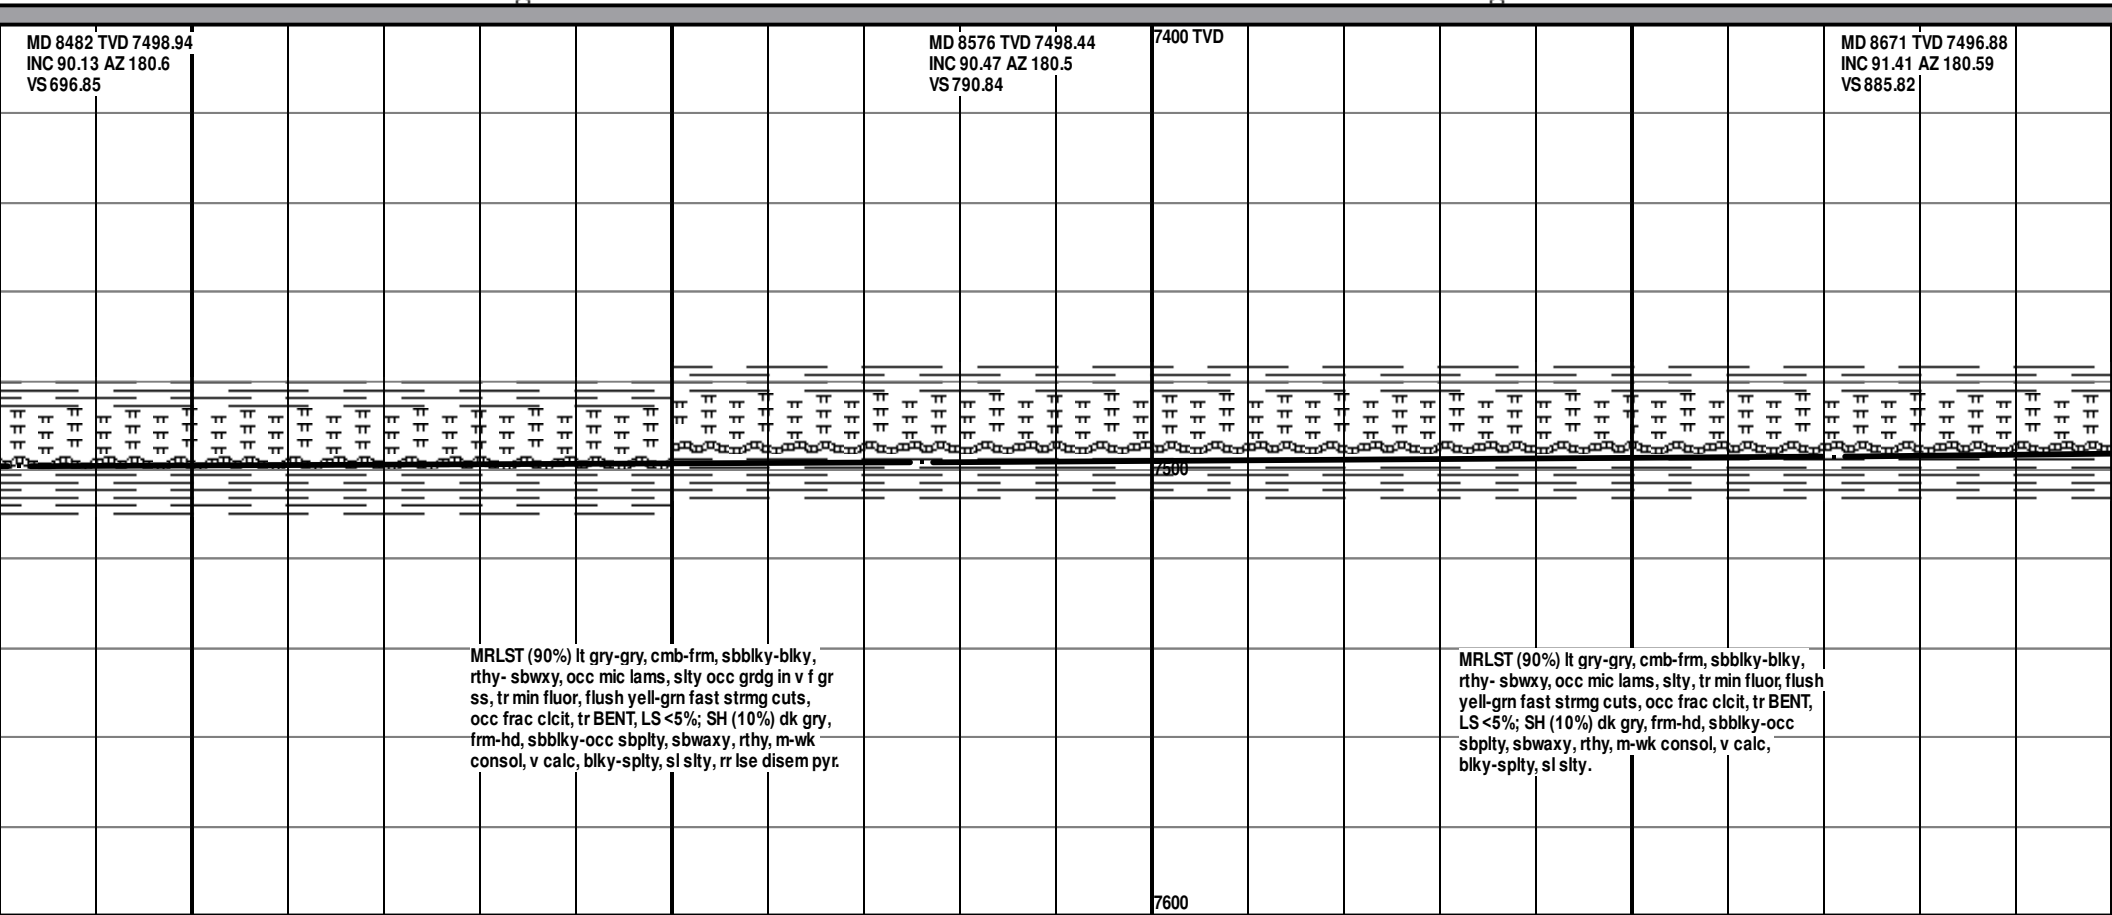 MD 8482 TVD 7498.94
INC 90.13 AZ 180.6
VS 696.85
MD 8576 TVD 7498.44
INC 90.47 AZ 180.5
VS 790.84
7400 TVD
MD 8671 TVD 7496.88
INC 91.41 AZ 180.59
VS 885.82
7500
MRLST (90%) lt gry-gry, cmb-frm, sbblky-blky,
rthy- sbwxy, occ mic lams, slty occ grdg in v f gr
ss, tr min fluor, flush yell-grn fast strmg cuts,
occ frac clcit, tr BENT, LS <5%; SH (10%) dk gry,
frm-hd, sbblky-occ sbplty, sbwaxy, rthy, m-wk
consol, v calc, blky-splty, sl slty, rr lse disem pyr.
MRLST (90%) lt gry-gry, cmb-frm, sbblky-blky,
rthy- sbwxy, occ mic lams, slty, tr min fluor, flush
yell-grn fast strmg cuts, occ frac clcit, tr BENT,
LS <5%; SH (10%) dk gry, frm-hd, sbblky-occ
sbplty, sbwaxy, rthy, m-wk consol, v calc,
blky-splty, sl slty.
7600